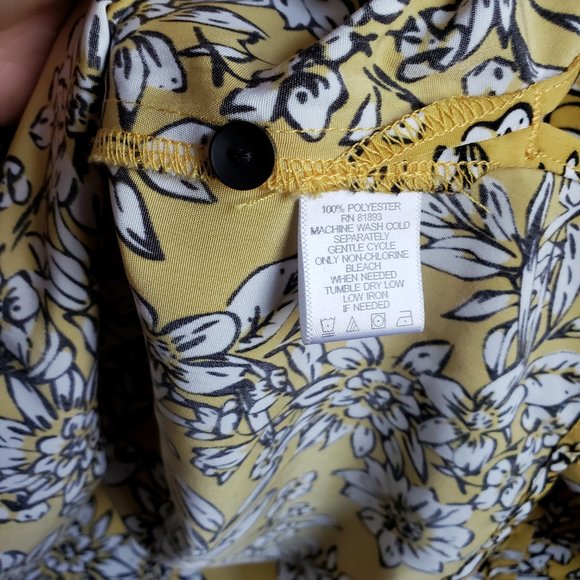 100% POLYESTER
RN 81893
MACHINE WASH COLD
SEPARATELY
GENTLE CYCLE
ONLY NON-CHLORINE
BLEACH
WHEN NEEDED
TUMBLE DRY LOW
LOW IRON
IF NEEDED